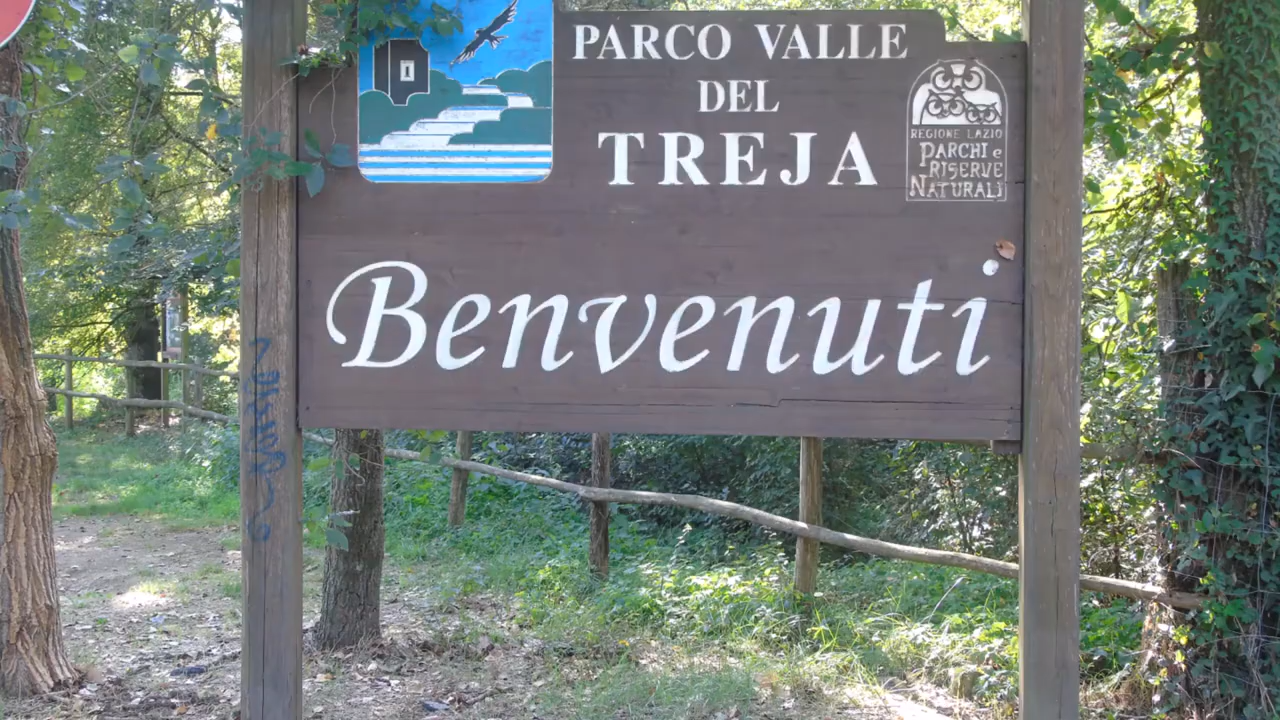 PARCO VALLE
DEL
TREJA
REGIONE LAZIO
PARCHI e
RISERVE
NATURALI
Benvenuti